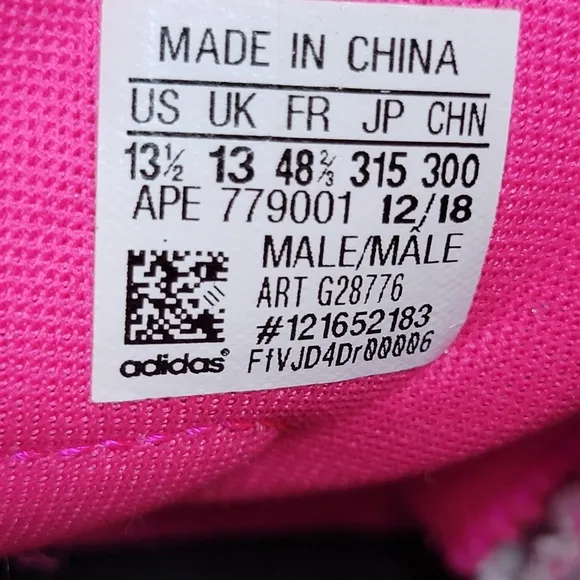 MADE IN CHINA
US UK FR JP CHN
13½ 13 48⅔ 315 300
APE 779001 12/18
MALE/MÂLE
ART G28776
#121652183
adidas® FfVJD4Dr00006